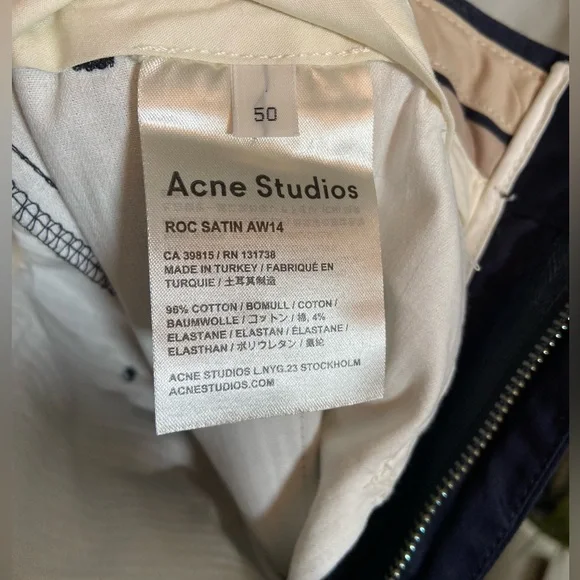 50
Acne Studios
ROC SATIN AW14
CA 39815 / RN 131738
MADE IN TURKEY / FABRIQUÉ EN
TURQUIE / 土耳其制造
96% COTTON / BOMULL / COTON /
BAUMWOLLE / コットン / 棉, 4%
ELASTANE / ELASTAN / ÉLASTANE /
ELASTHAN / ポリウレタン / 氨纶
ACNE STUDIOS L.NYG.23 STOCKHOLM
ACNESTUDIOS.COM